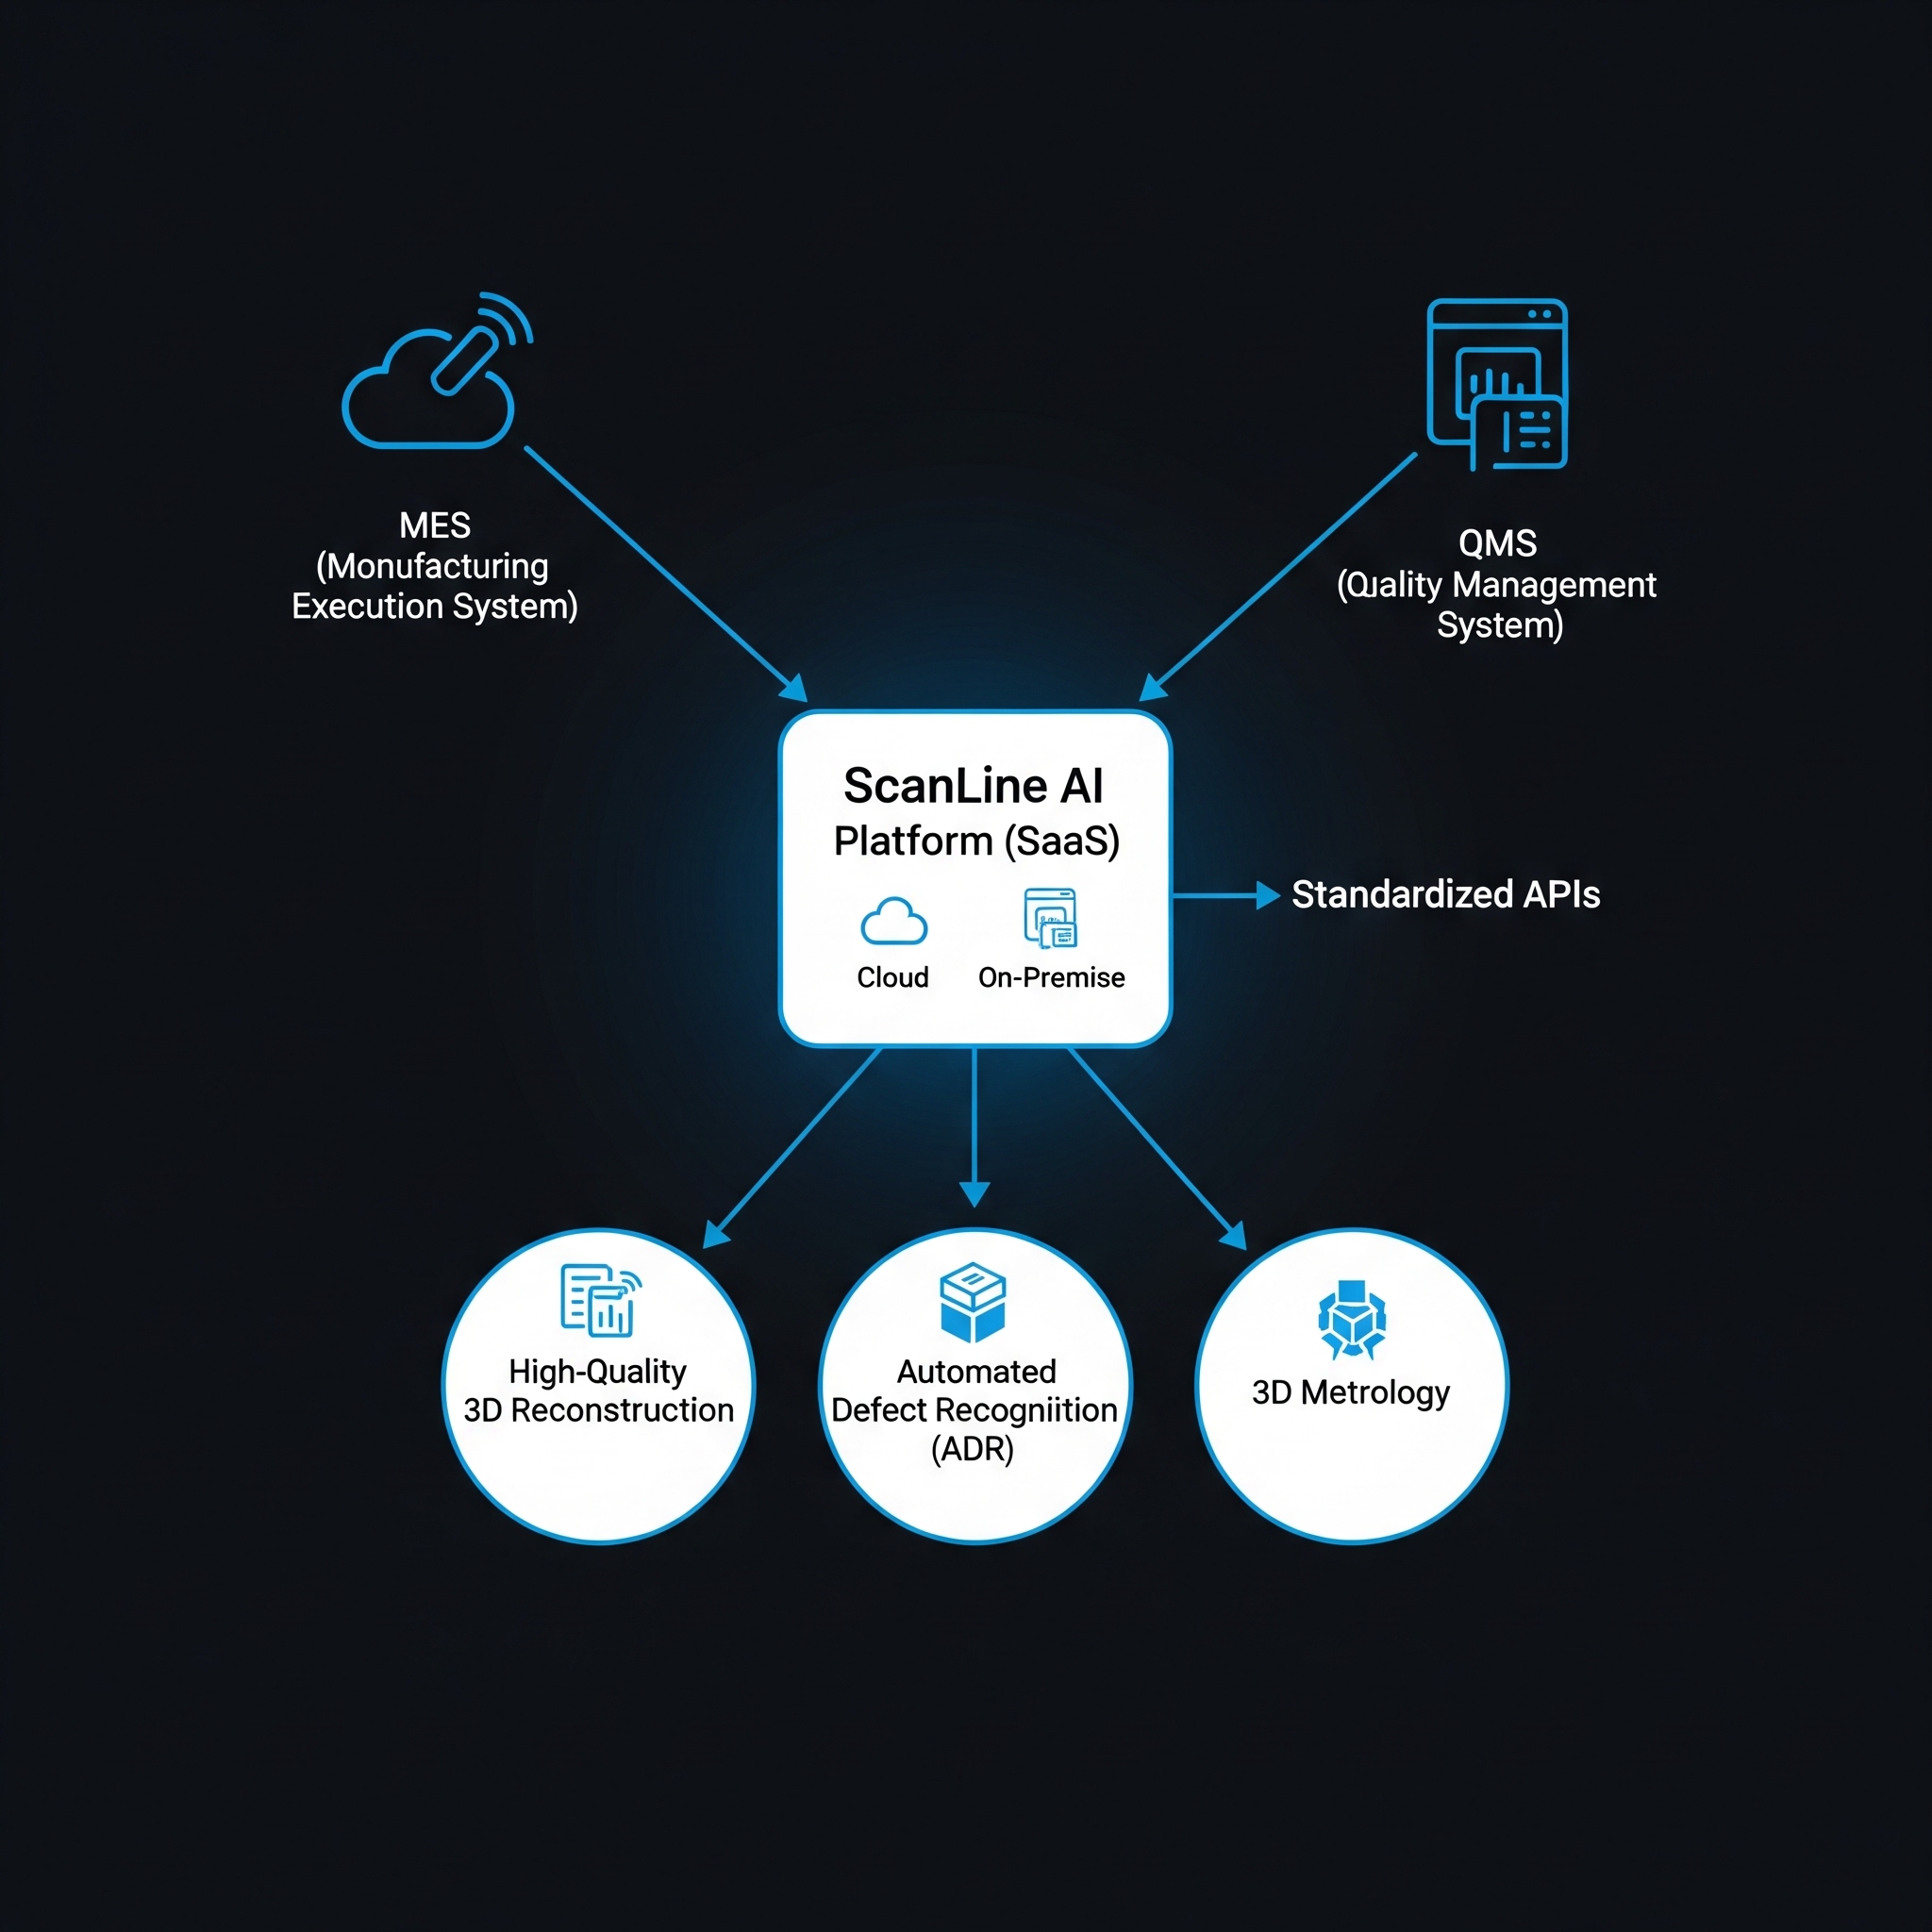 MES
(Monufacturing
Execution System)
QMS
(Quality Management
System)
ScanLine AI
Platform (SaaS)
Cloud
On-Premise
Standardized APIs
High-Quality
3D Reconstruction
Automated
Defect Recogniition
(ADR)
3D Metrology